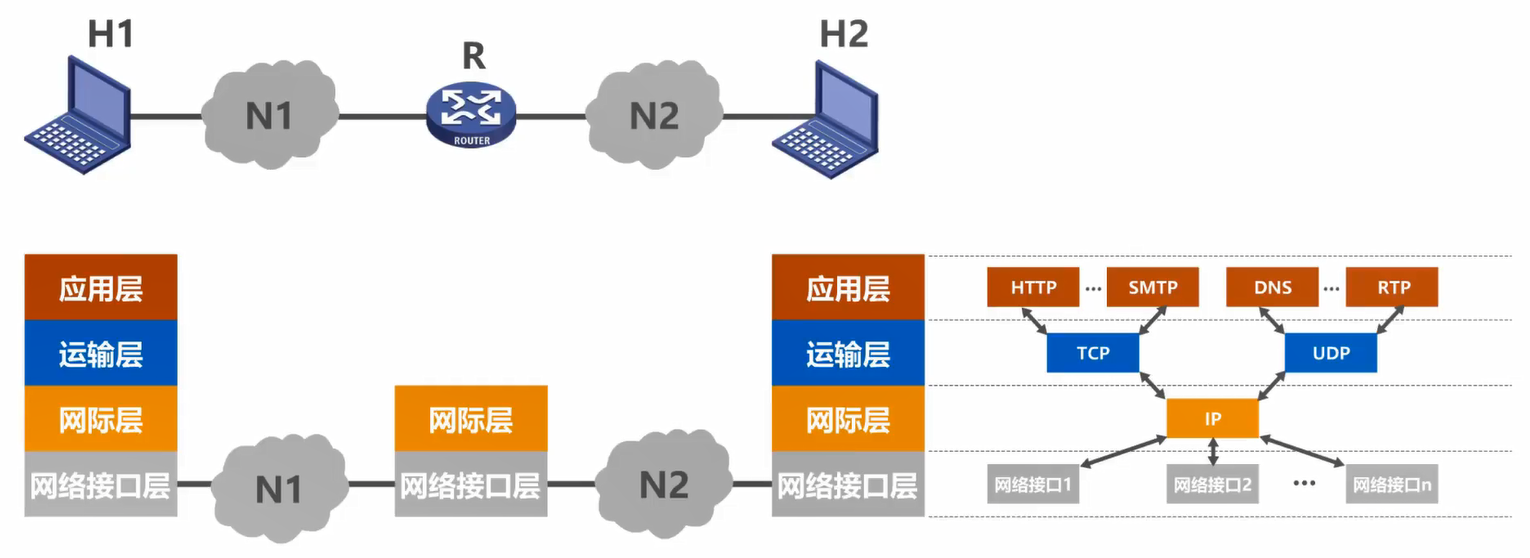 H1
R
H2
N1
ROUTER
N2
应用层
运输层
网际层
网络接口层
N1
网际层
网络接口层
N2
应用层
运输层
网际层
网络接口层
HTTP ... SMTP DNS ... RTP
TCP UDP
IP
网络接口1 网络接口2 ... 网络接口n